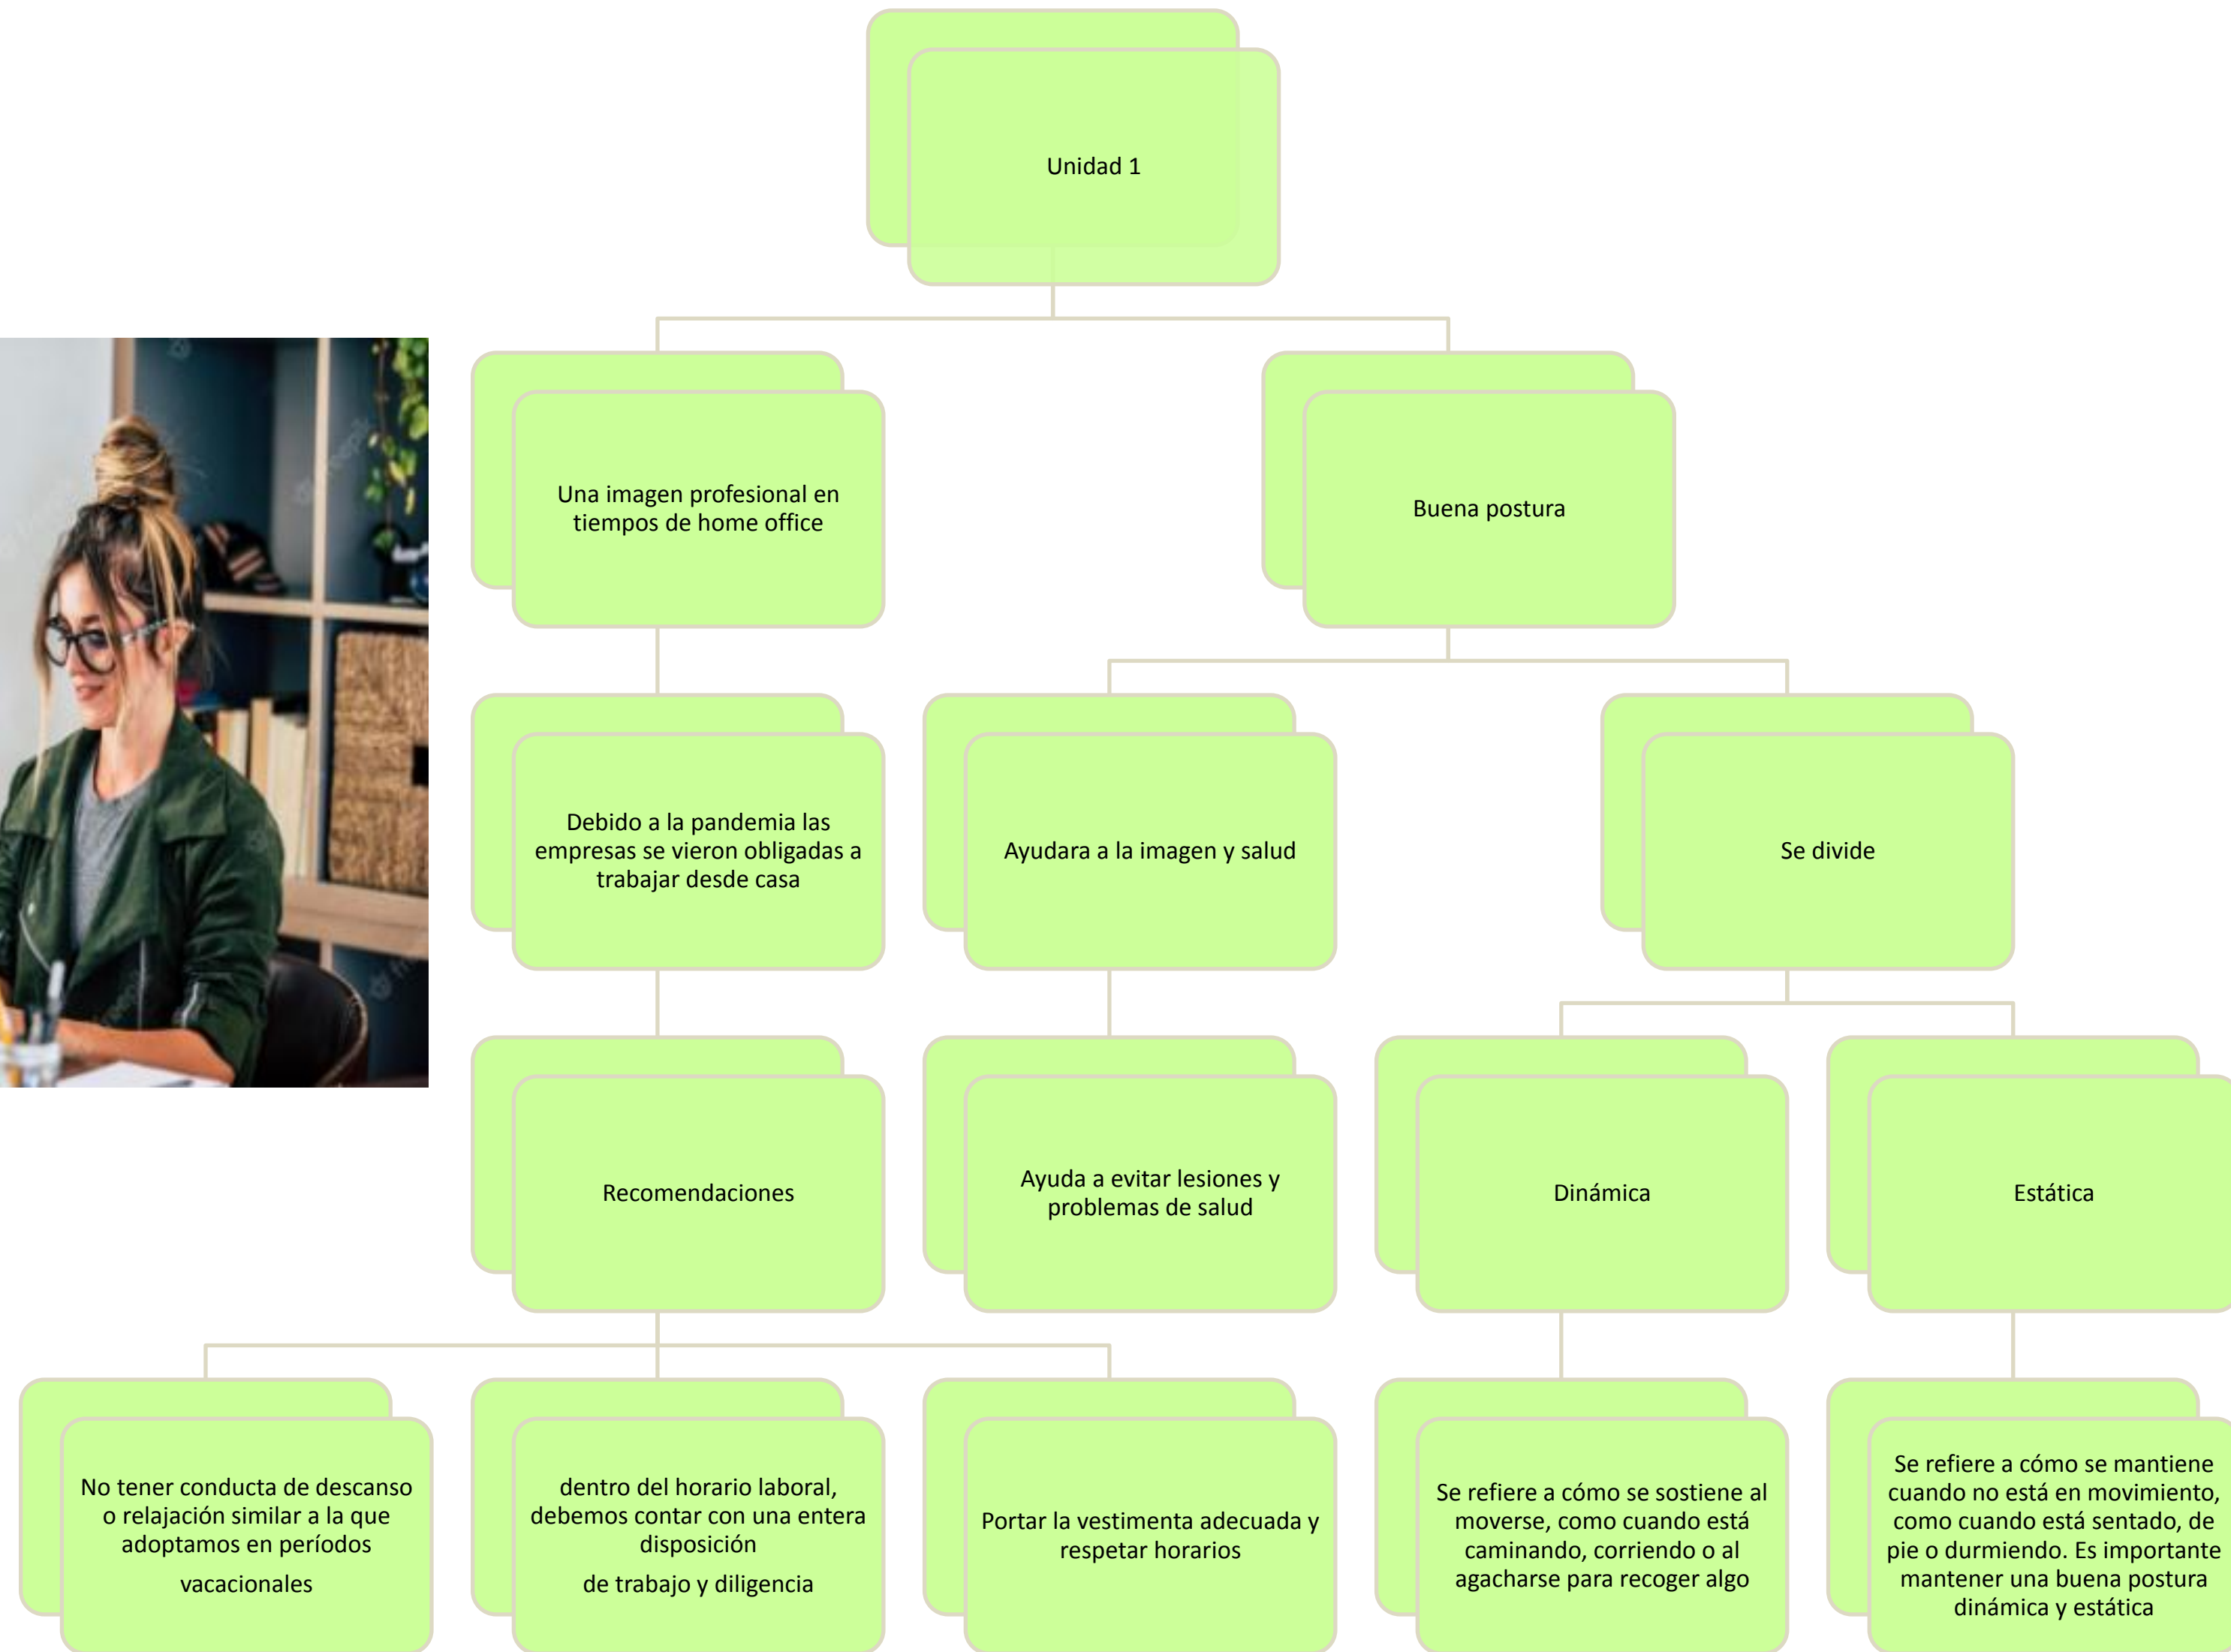 Unidad 1
Una imagen profesional en
tiempos de home office
Buena postura
Debido a la pandemia las
empresas se vieron obligadas a
trabajar desde casa
Ayudara a la imagen y salud
Se divide
Recomendaciones
Ayuda a evitar lesiones y
problemas de salud
Dinámica
Estática
No tener conducta de descanso
o relajación similar a la que
adoptamos en períodos
vacacionales
dentro del horario laboral,
debemos contar con una entera
disposición
de trabajo y diligencia
Portar la vestimenta adecuada y
respetar horarios
Se refiere a cómo se sostiene al
moverse, como cuando está
caminando, corriendo o al
agacharse para recoger algo
Se refiere a cómo se mantiene
cuando no está en movimiento,
como cuando está sentado, de
pie o durmiendo. Es importante
mantener una buena postura
dinámica y estática